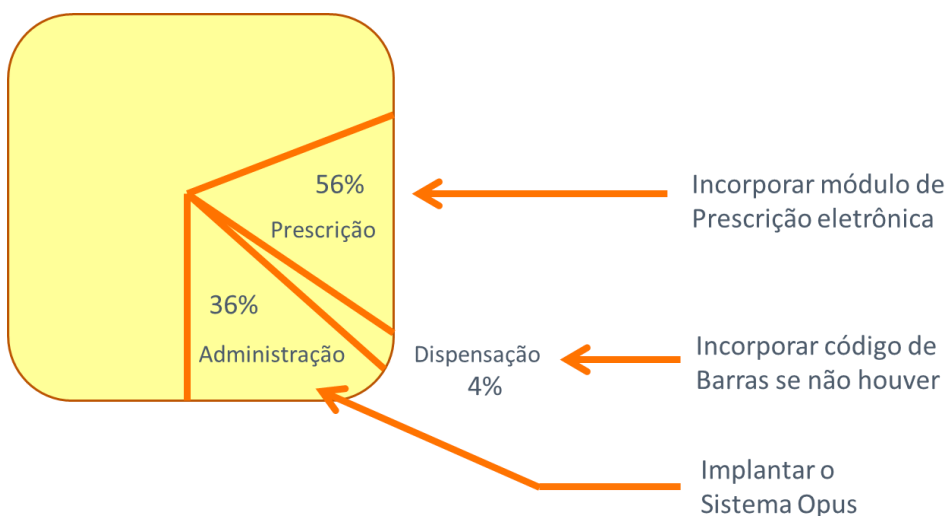 56%
Prescrição
36%
Administração
Dispensação
4%
Incorporar módulo de
Prescrição eletrônica
Incorporar código de
Barras se não houver
Implantar o
Sistema Opus